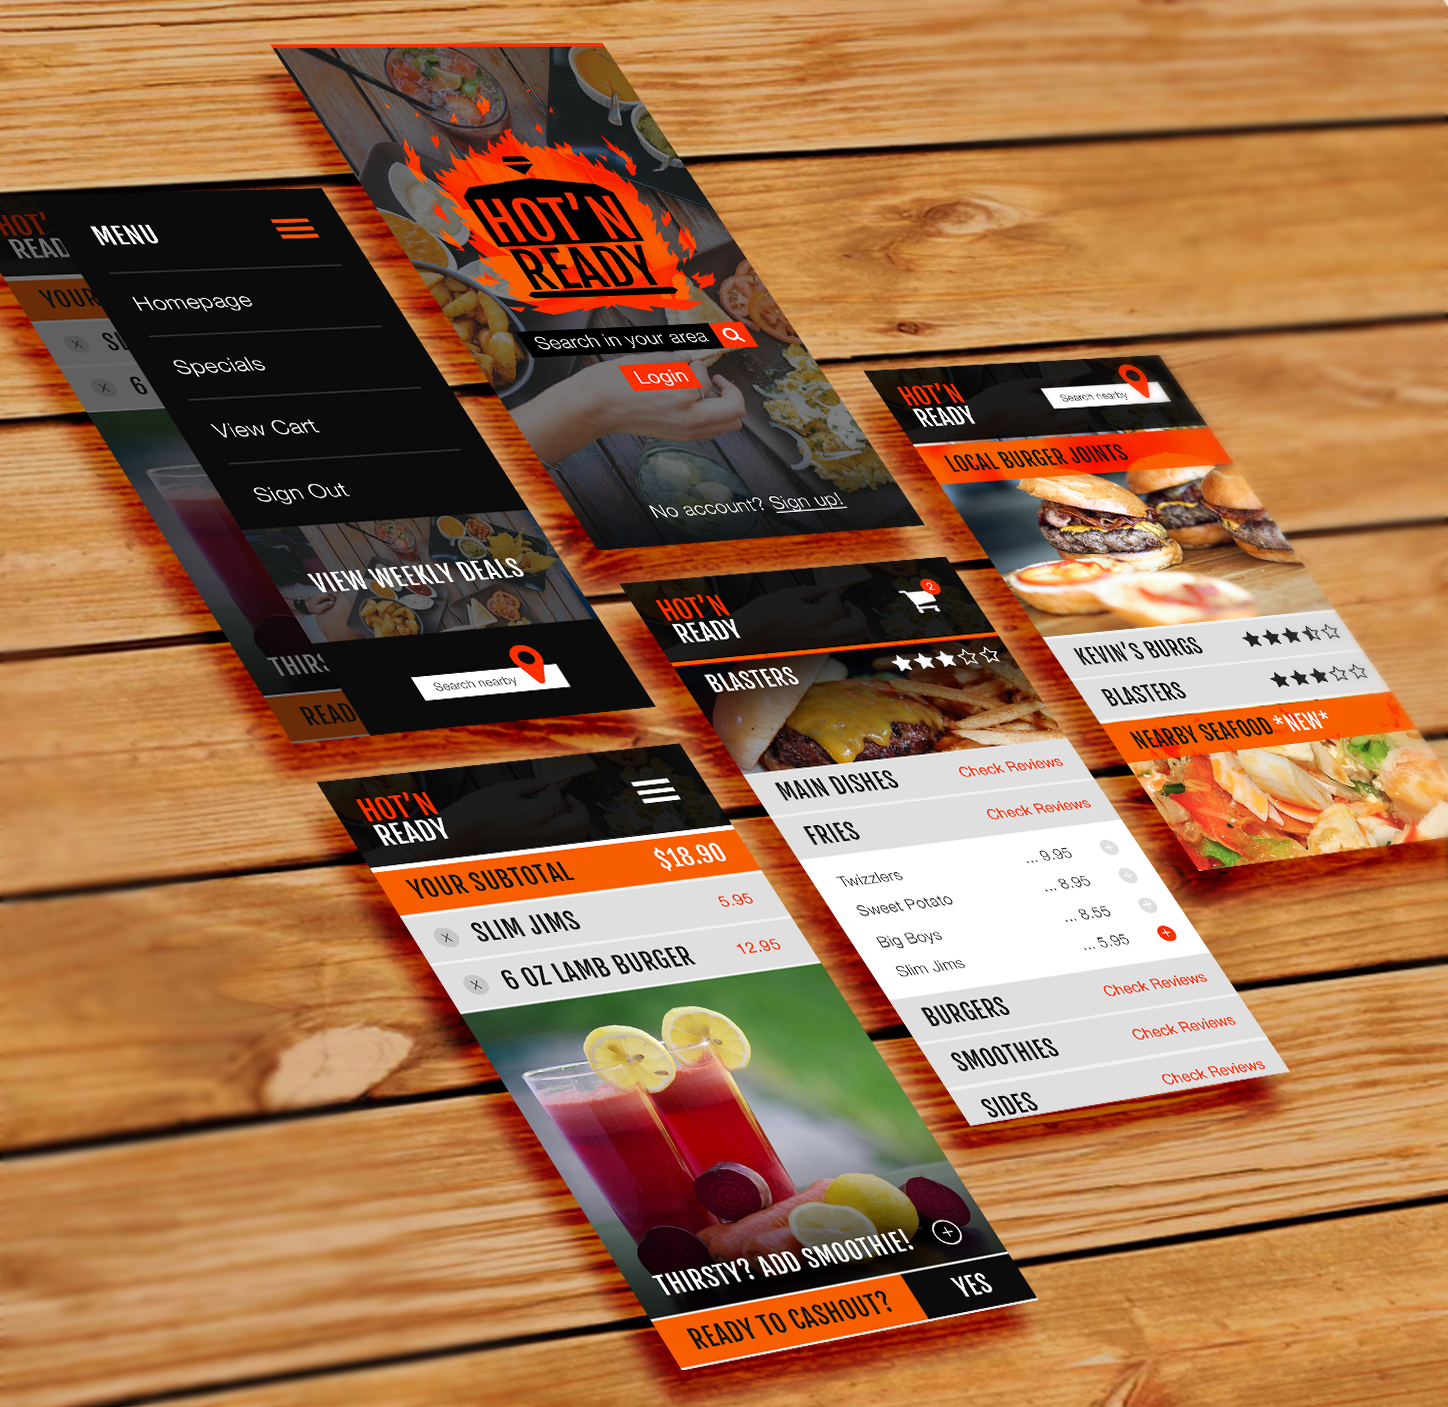 HOT'N
READY
Search in your area
Login
No account? Sign up!
HOT'
READ
YOUR
x
SL
x
6
THIRS
READ
MENU
Homepage
Specials
View Cart
Sign Out
VIEW WEEKLY DEALS
Search nearby
HOT'N
READY
Search nearby
LOCAL BURGER JOINTS
KEVIN'S BURGS
BLASTERS
NEARBY SEAFOOD *NEW*
HOT'N
READY
2
BLASTERS
MAIN DISHES Check Reviews
FRIES Check Reviews
Twizzlers ... 9.95 +
Sweet Potato ... 8.95 +
Big Boys ... 8.55 +
Slim Jims ... 5.95 +
BURGERS Check Reviews
SMOOTHIES Check Reviews
SIDES Check Reviews
HOT'N
READY
YOUR SUBTOTAL $18.90
x SLIM JIMS 5.95
x 6 OZ LAMB BURGER 12.95
THIRSTY? ADD SMOOTHIE! +
READY TO CASHOUT? YES